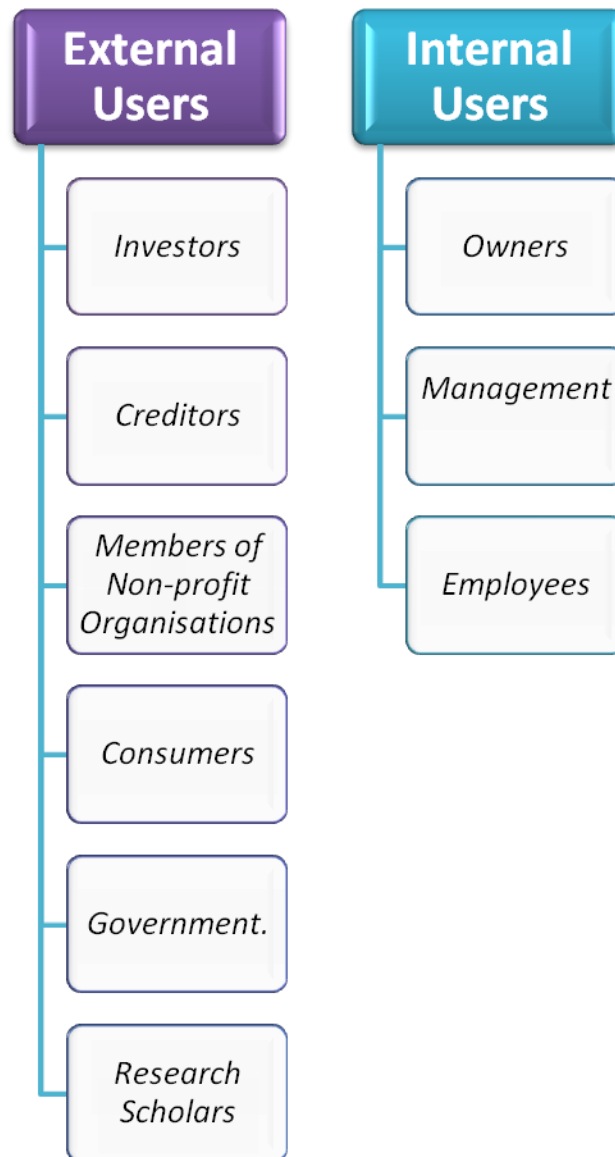 External
Users
Investors
Creditors
Members of
Non-profit
Organisations
Consumers
Government.
Research
Scholars
Internal
Users
Owners
Management
Employees